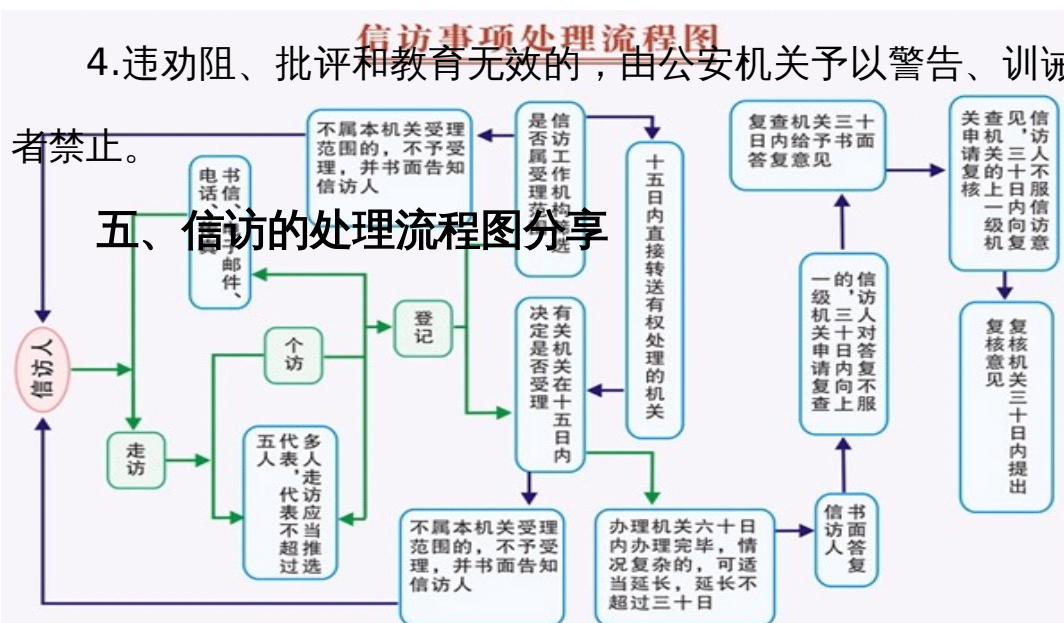 信访事项处理流程图
4.违劝阻、批评和教育无效的，由公安机关予以警告、训诫
者禁止。
五、信访的处理流程图分享
不属本机关受理
范围的，不予受
理，并书面告知
信访人
信访工作机构筛选
是否属受理范围
十五日内直接转送有权处理的机关
复查机关三十
日内给予书面
答复意见
信访人不服信访意
见，三十日内向复
查机关的上一级机
关申请复核
书信、电子邮件、
电话、
信访人
个
访
登
记
有关机关在十五日内
决定是否受理
信访人对答复不服
的，三十日内向上
一级机关申请复查
复核机关三十日内提出
复核意见
走
访
多人走访应当推选
代表，代表不超过
五人
不属本机关受理
范围的，不予受
理，并书面告知
信访人
办理机关六十日
内办理完毕，情
况复杂的，可适
当延长，延长不
超过三十日
书面答复
信访人